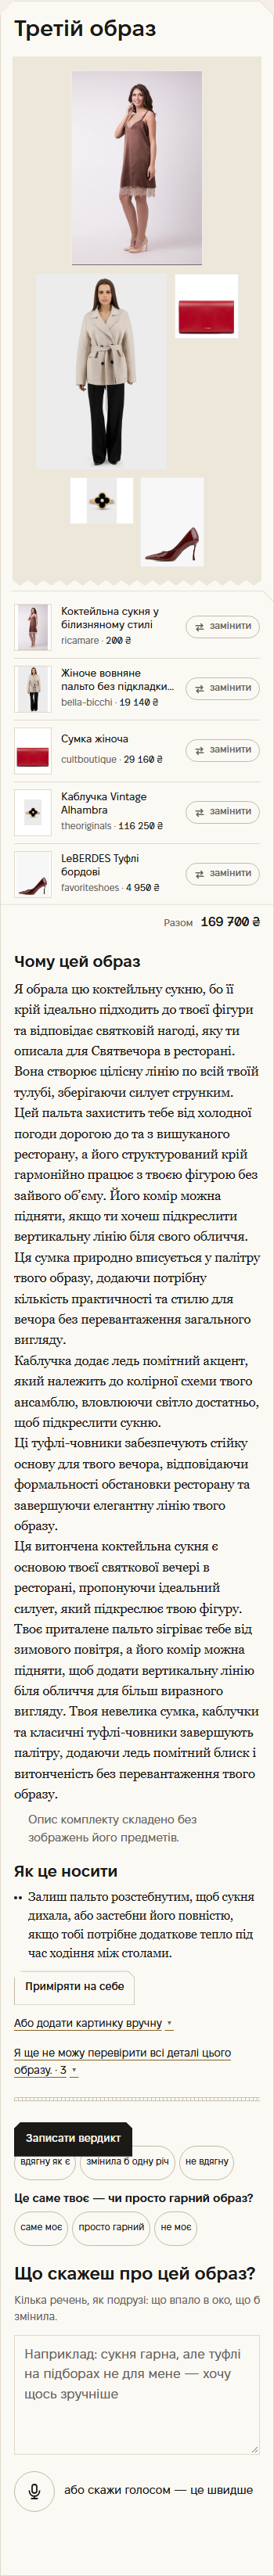 Третій образ
Коктейльна сукня у
білизняному стилі
ricamare · 200 ₴
замінити
Жіноче вовняне
пальто без підкладки...
bella-bicchi · 19 140 ₴
замінити
Сумка жіноча
cultboutique · 29 160 ₴
замінити
Каблучка Vintage
Alhambra
theoriginals · 116 250 ₴
замінити
LeBERDES Туфлі
бордові
favoriteshoes · 4 950 ₴
замінити
Разом 169 700 ₴
Чому цей образ
Я обрала цю коктейльну сукню, бо її
крій ідеально підходить до твоєї фігури
та відповідає святковій нагоді, яку ти
описала для Святвечора в ресторані.
Вона створює цілісну лінію по всій твоїй
тулубі, зберігаючи силует струнким.
Цей пальта захистить тебе від холодної
погоди дорогою до та з вишуканого
ресторану, а його структурований крій
гармонійно працює з твоєю фігурою без
зайвого об’єму. Його комір можна
підняти, якщо ти хочеш підкреслити
вертикальну лінію біля свого обличчя.
Ця сумка природно вписується у палітру
твого образу, додаючи потрібну
кількість практичності та стилю для
вечора без перевантаження загального
вигляду.
Каблучка додає ледь помітний акцент,
який належить до колірної схеми твого
ансамблю, вловлюючи світло достатньо,
щоб підкреслити сукню.
Ці туфлі-човники забезпечують стійку
основу для твого вечора, відповідаючи
формальності обстановки ресторану та
завершуючи елегантну лінію твого
образу.
Ця витончена коктейльна сукня є
основою твоєї святкової вечері в
ресторані, пропонуючи ідеальний
силует, який підкреслює твою фігуру.
Твоє приталене пальто зігріває тебе від
зимового повітря, а його комір можна
підняти, щоб додати вертикальну лінію
біля обличчя для більш виразного
вигляду. Твоя невелика сумка, каблучка
та класичні туфлі-човники завершують
палітру, додаючи ледь помітний блиск і
витонченість без перевантаження твого
образу.
Опис комплекту складено без
зображень його предметів.
Як це носити
Залиш пальто розстебнутим, щоб сукня
дихала, або застебни його повністю,
якщо тобі потрібне додаткове тепло під
час ходіння між столами.
Приміряти на себе
Або додати картинку вручну
Я ще не можу перевірити всі деталі цього
образу. · 3
Записати вердикт
вдягну як є
змінила б одну річ
не вдягну
Це саме твоє — чи просто гарний образ?
саме моє
просто гарний
не моє
Що скажеш про цей образ?
Кілька речень, як подрузі: що впало в око, що б
змінила.
Наприклад: сукня гарна, але туфлі
на підборах не для мене — хочу
щось зручніше
або скажи голосом — це швидше